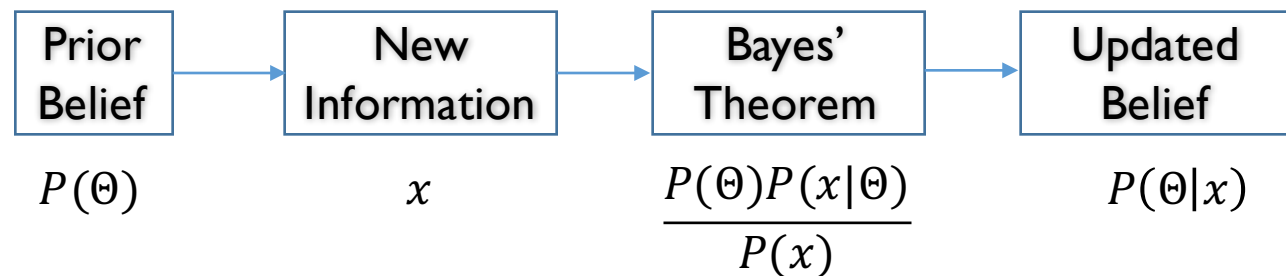 Prior
Belief
New
Information
Bayes’
Theorem
Updated
Belief
P(Θ)
x
P(Θ)P(x|Θ)
P(x)
P(Θ|x)